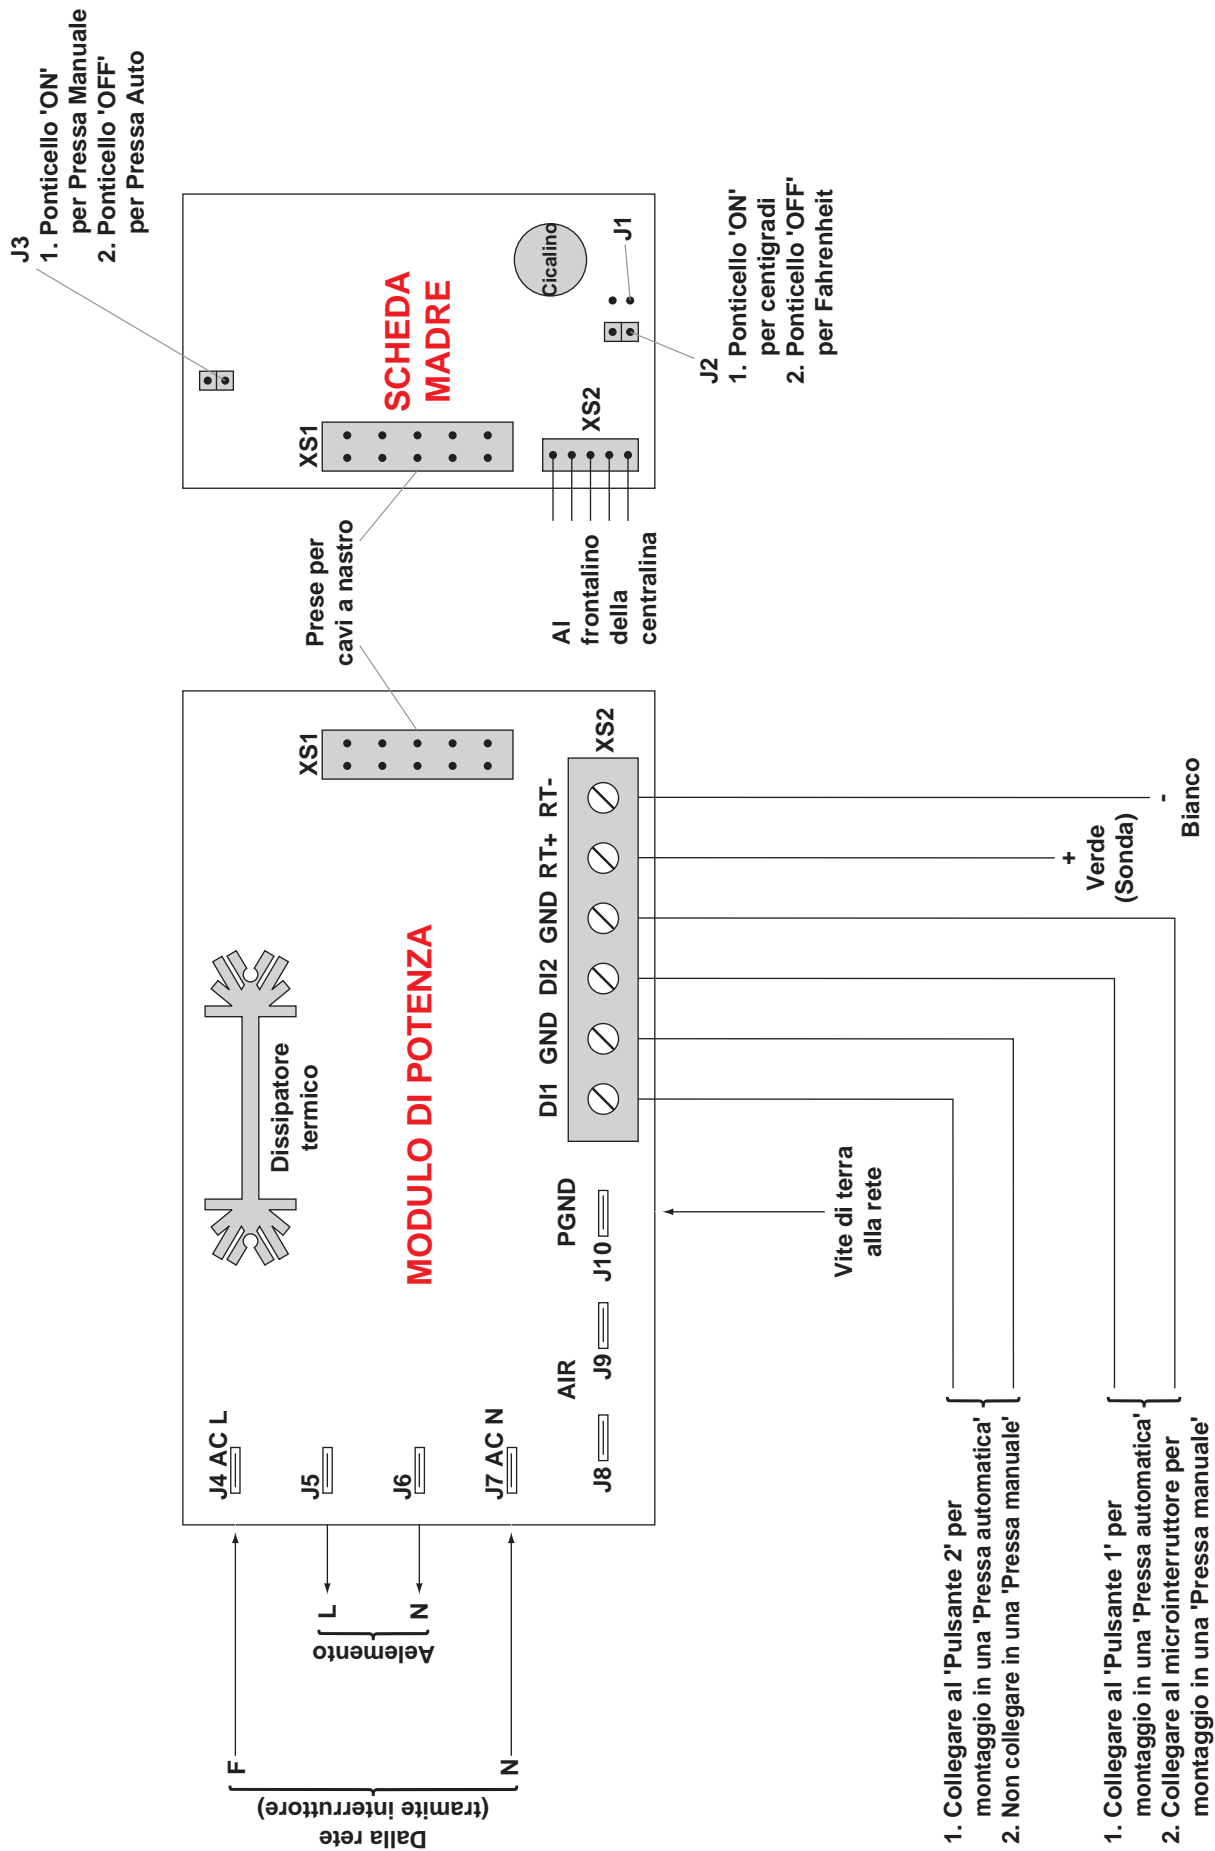 J3
1. Ponticello 'ON'
per Pressa Manuale
2. Ponticello 'OFF'
per Pressa Auto
SCHEDA
MADRE
Cicalino
J1
J2
1. Ponticello 'ON'
per centigradi
2. Ponticello 'OFF'
per Fahrenheit
XS1
XS2
Prese per
cavi a nastro
Al
frontalino
della
centralina
XS1
MODULO DI POTENZA
Dissipatore
termico
XS2
DI1
GND
DI2
GND
RT+
RT-
PGND
J10
AIR
J9
J8
J4 AC L
J5
J6
J7 AC N
F
L
N
N
Aelemento
Dalla rete
(tramite interruttore)
Vite di terra
alla rete
+
Verde
(Sonda)
-
Bianco
1. Collegare al 'Pulsante 2' per
montaggio in una 'Pressa automatica'
2. Non collegare in una 'Pressa manuale'
1. Collegare al 'Pulsante 1' per
montaggio in una 'Pressa automatica'
2. Collegare al microinterruttore per
montaggio in una 'Pressa manuale'